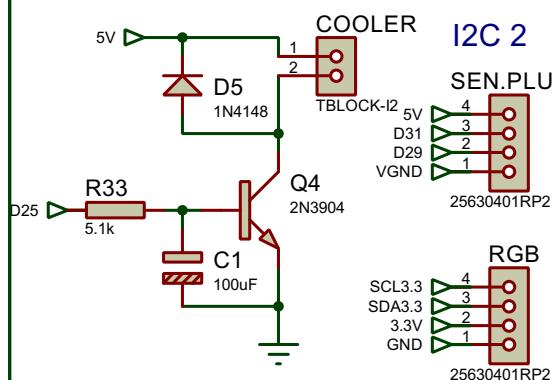 COOLER
5V
1
2
TBLOCK-I2
D5
1N4148
Q4
2N3904
D25
R33
5.1k
C1
100uF
I2C 2
SEN.PLU
5V 4
D31 3
D29 2
VGND 1
25630401RP2
RGB
SCL3.3 4
SDA3.3 3
3.3V 2
GND 1
25630401RP2